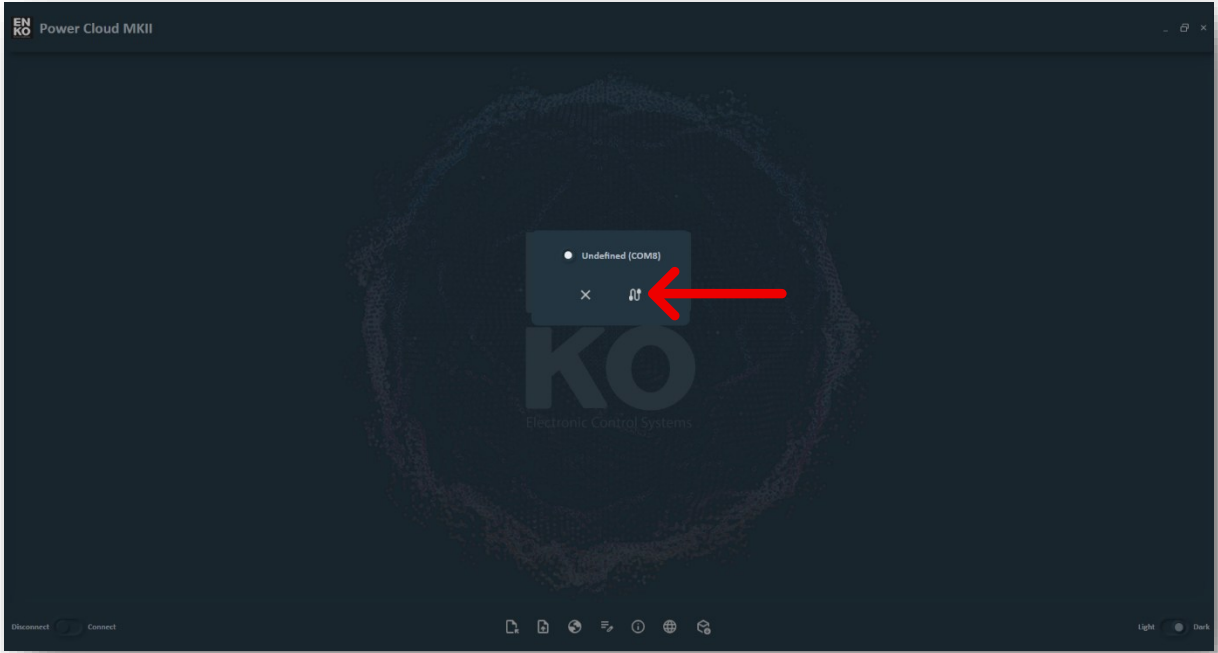 EN
KO
Power Cloud MKII
Undefined (COM8)
KO
Electronic Control Systems
Disconnect
Connect
Light
Dark